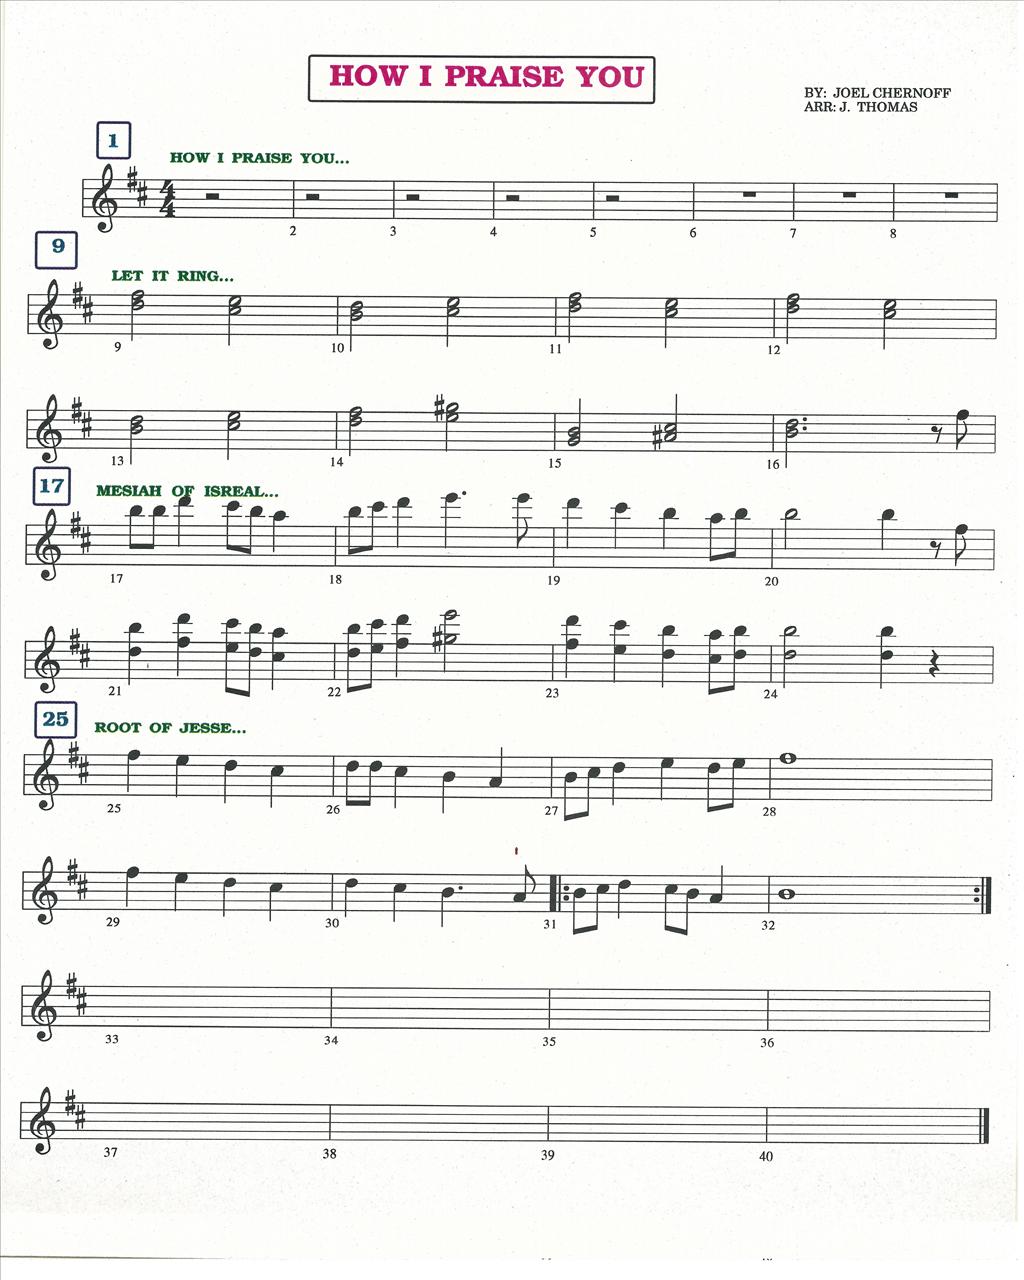 HOW I PRAISE YOU
BY: JOEL CHERNOFF
ARR: J. THOMAS
1
HOW I PRAISE YOU...
4
4
2 3 4 5 6 7 8
9
LET IT RING...
9 10 11 12
13 14 15 16
17
MESIAH OF ISREAL...
17 18 19 20
21 22 23 24
25
ROOT OF JESSE...
25 26 27 28
29 30 31 32
33 34 35 36
37 38 39 40